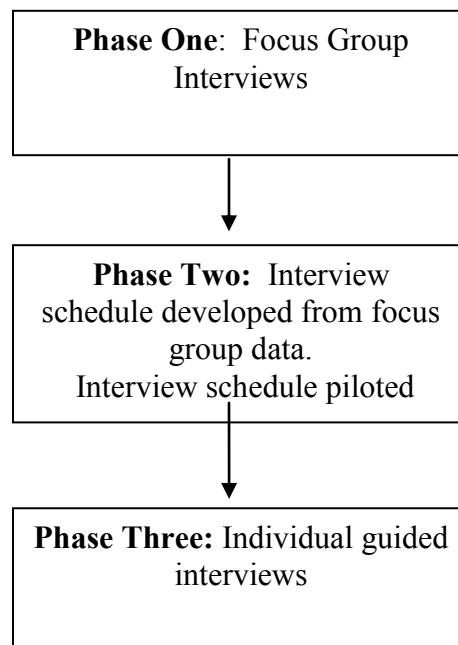 Phase One:  Focus Group
Interviews
Phase Two:  Interview
schedule developed from focus
group data.
Interview schedule piloted
Phase Three: Individual guided
interviews